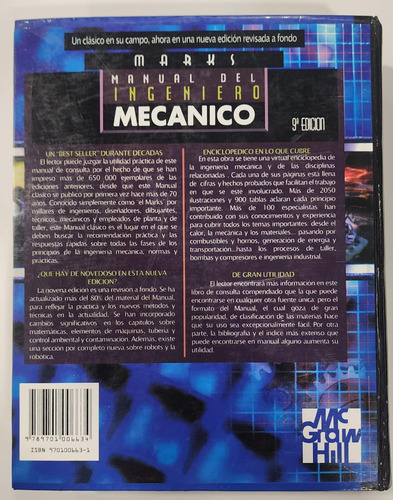 Un clásico en su campo, ahora en una nueva edición revisada a fondo
MARKS
MANUAL DEL
INGENIERO
MECANICO
9ª EDICION
UN "BEST SELLER" DURANTE DECADAS
El lector puede juzgar la utilidad práctica de este
manual de consulta por el hecho de que se han
impreso más de 650 000 ejemplares de las
ediciones anteriores, desde que este Manual
clásico se publicó por primera vez hace más de 70
años. Conocido simplemente como 'el Marks' por
millares de ingenieros, diseñadores, dibujantes,
técnicos, mecánicos y empleados de planta y de
taller, este Manual clásico es el lugar en el que se
deben buscar la recomendación práctica y las
respuestas rápidas sobre todas las fases de los
principios de la ingeniería mecánica, normas y
prácticas.
¿QUE HAY DE NOVEDOSO EN ESTA NUEVA
EDICION?
La novena edición es una revisión a fondo. Se ha
actualizado más del 80% del material del Manual,
para reflejar la práctica y los nuevos métodos y
técnicas en la actualidad. Se han incorporado
cambios significativos en los capítulos sobre
matemáticas, elementos de máquinas, tubería y
control ambiental y contaminación. Además, existe
una sección por completo nueva sobre robots y la
robótica.
ENCICLOPEDICO EN LO QUE CUBRE
En esta obra se tiene una virtual enciclopedia de
la ingeniería mecánica y de las disciplinas
relacionadas . Cada una de sus páginas está llena
de cifras y hechos probados que facilitan el trabajo
en que se esté involucrado. Más de 2050
ilustraciones y 900 tablas aclaran cada principio
importante. Más de 100 especialistas han
contribuido con sus conocimientos y experiencia
para cubrir todos los temas importantes desde el
calor, la mecánica y los materiales... pasando por
combustibles y hornos, generación de energía y
transportación...hasta los procesos de taller,
bombas y compresores e ingeniería industrial.
DE GRAN UTILIDAD
El lector encontrará más información en este
libro de consulta compendiado que la que puede
encontrarse en cualquier otra fuente única; pero el
formato del Manual, el cual goza de gran
popularidad, de clasificación de las materias hace
que su uso sea excepcionalmente fácil. Por otra
parte, la bibliografía y el índice más extenso que
puede encontrarse en manual alguno aumenta su
utilidad.
9 789701 006634
ISBN 970100663-1
Mc
Graw
Hill